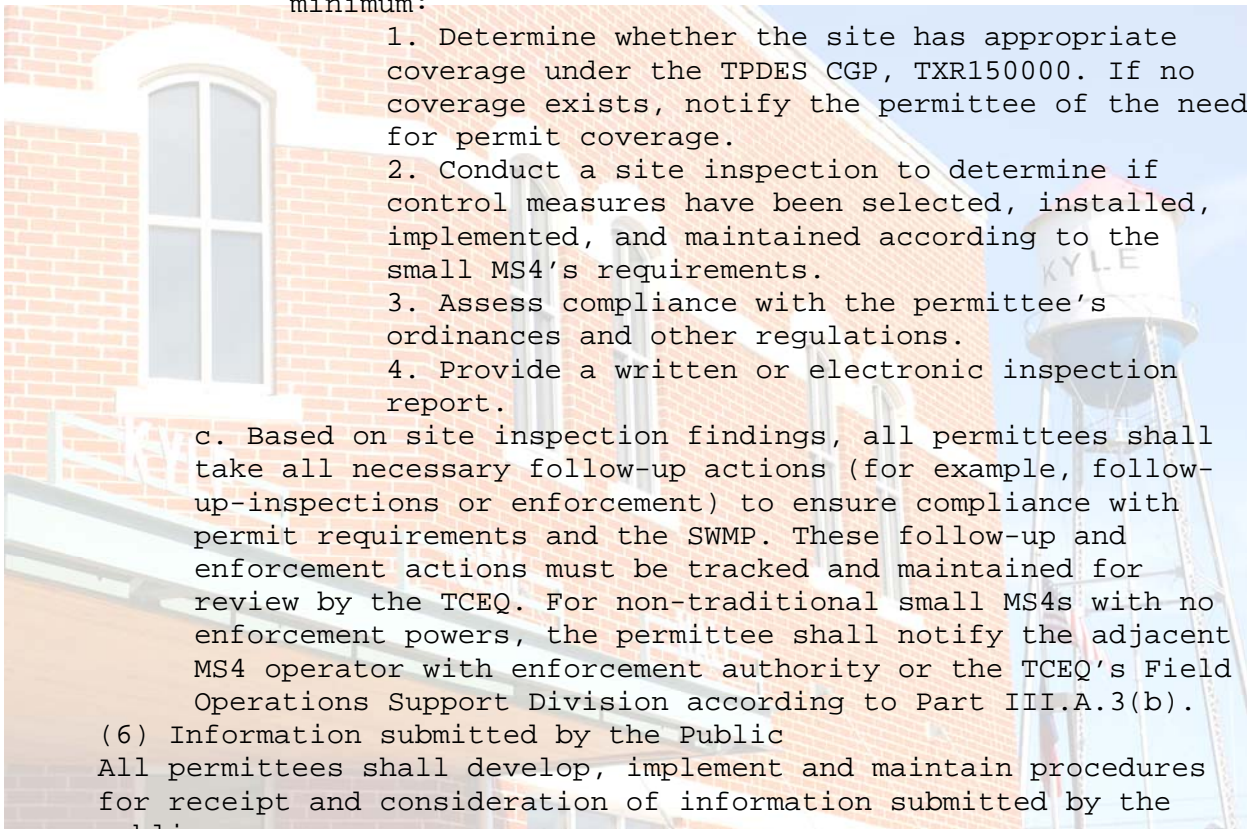 minimum:
1. Determine whether the site has appropriate
coverage under the TPDES CGP, TXR150000. If no
coverage exists, notify the permittee of the need
for permit coverage.
2. Conduct a site inspection to determine if
control measures have been selected, installed,
implemented, and maintained according to the
small MS4's requirements.
3. Assess compliance with the permittee's
ordinances and other regulations.
4. Provide a written or electronic inspection
report.
c. Based on site inspection findings, all permittees shall
take all necessary follow-up actions (for example, follow-
up-inspections or enforcement) to ensure compliance with
permit requirements and the SWMP. These follow-up and
enforcement actions must be tracked and maintained for
review by the TCEQ. For non-traditional small MS4s with no
enforcement powers, the permittee shall notify the adjacent
MS4 operator with enforcement authority or the TCEQ's Field
Operations Support Division according to Part III.A.3(b).
(6) Information submitted by the Public
All permittees shall develop, implement and maintain procedures
for receipt and consideration of information submitted by the
KYLE
KYLE